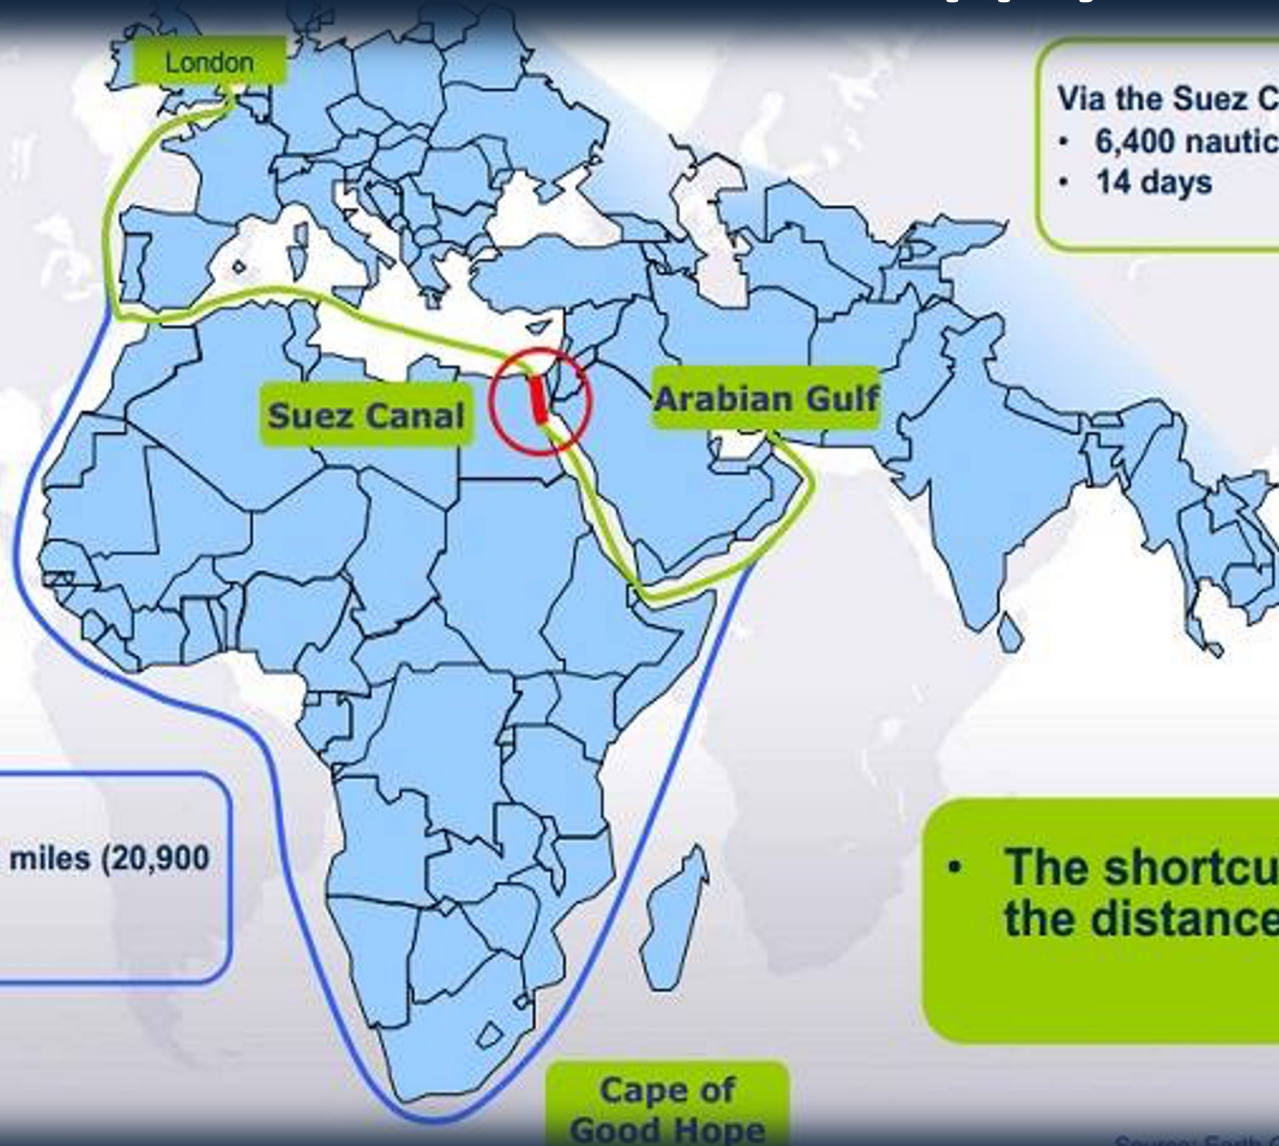 London
Via the Suez C
• 6,400 nautic
• 14 days
Suez Canal
Arabian Gulf
miles (20,900
• The shortcu
the distance
Cape of
Good Hope